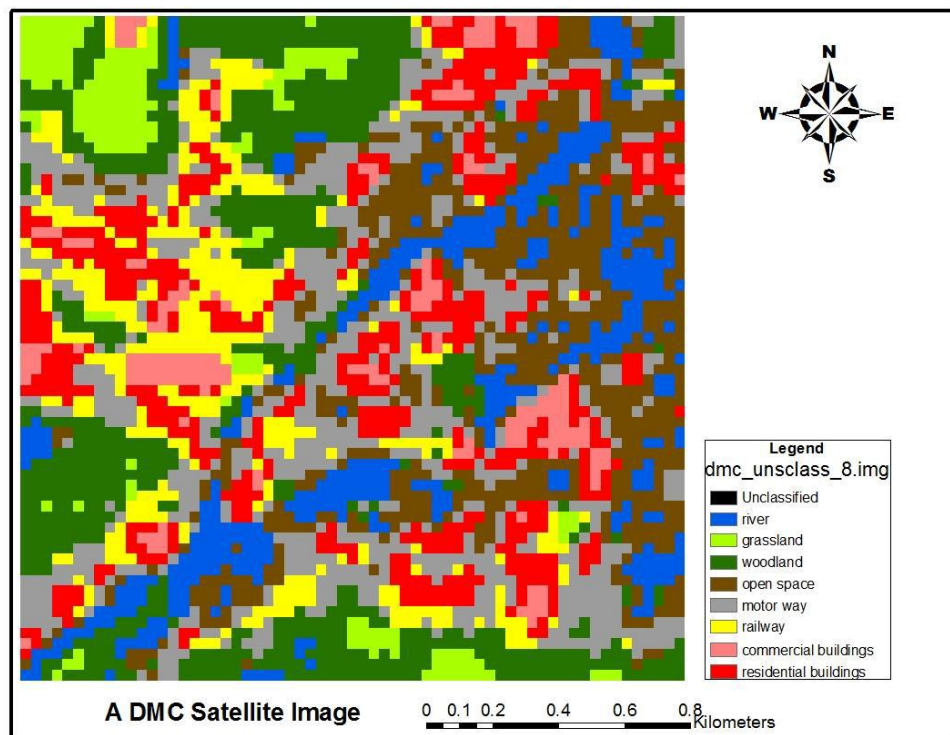 N
W E
S
Legend
dmc_unsclass_8.img
Unclassified
river
grassland
woodland
open space
motor way
railway
commercial buildings
residential buildings
A DMC Satellite Image
0 0.1 0.2 0.4 0.6 0.8
Kilometers